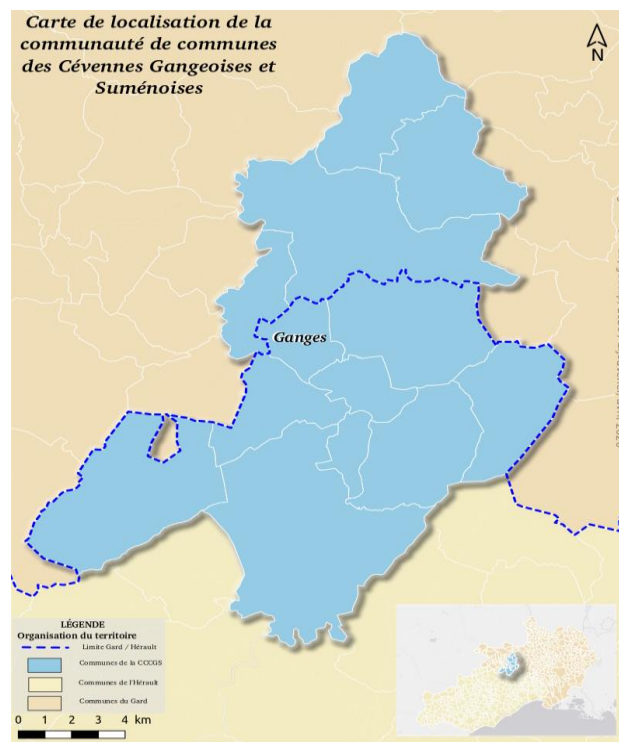 Carte de localisation de la
communauté de communes
des Cévennes Gangeoises et
Suménoises
N
Ganges
LÉGENDE
Organisation du territoire
Limite Gard / Hérault
Communes de la CCCGS
Communes de l'Hérault
Communes du Gard
0 1 2 3 4 km